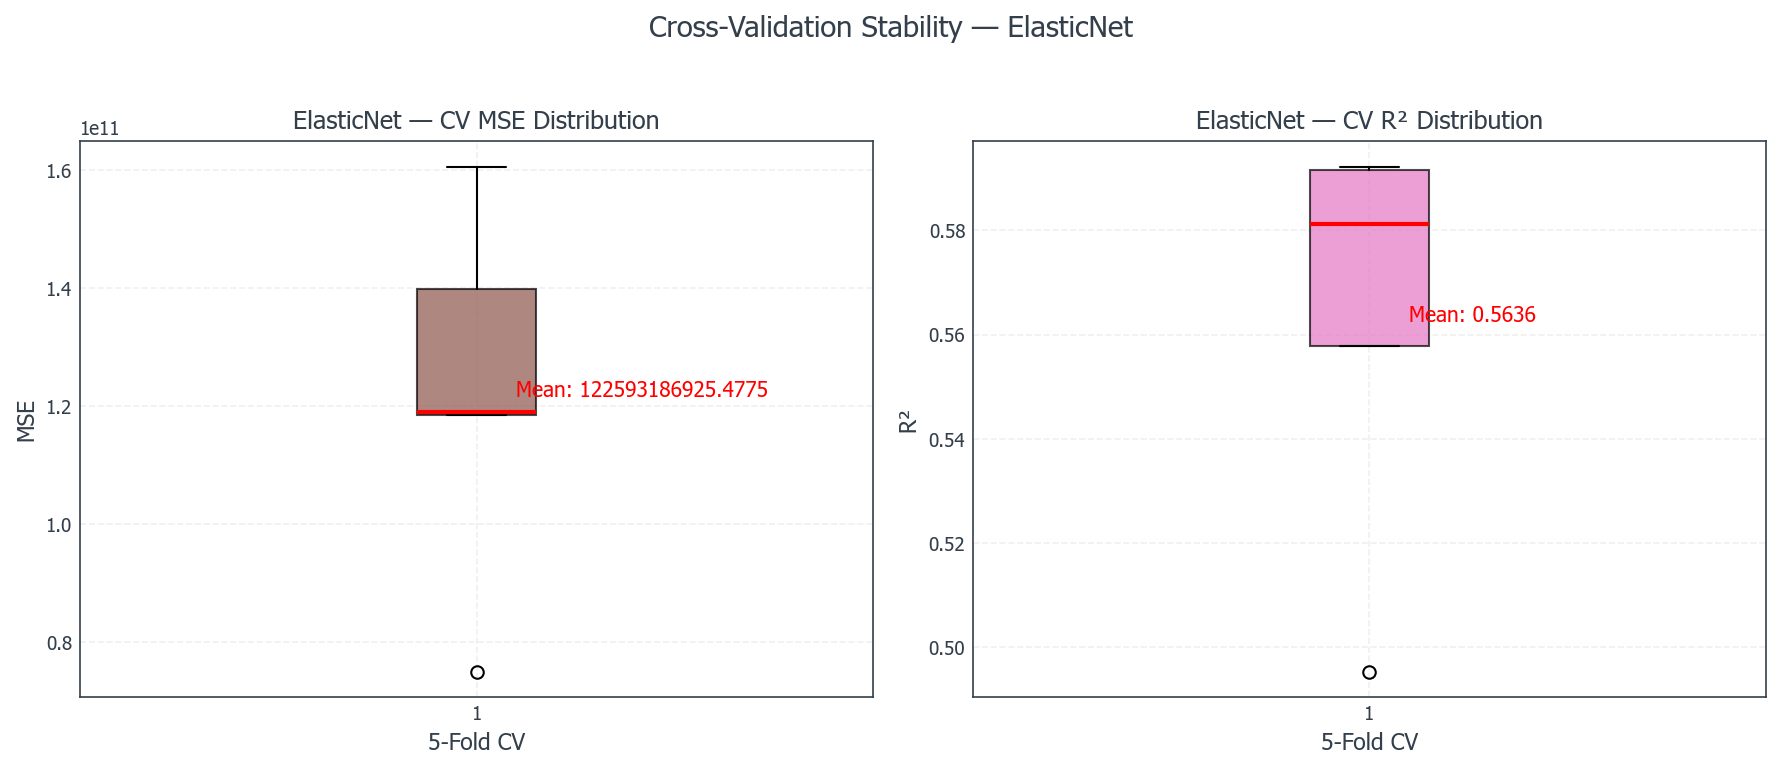 Cross-Validation Stability — ElasticNet
ElasticNet — CV MSE Distribution
1e11
1.6
1.4
1.2
1.0
0.8
MSE
Mean: 122593186925.4775
1
5-Fold CV
ElasticNet — CV R² Distribution
0.58
0.56
0.54
0.52
0.50
R²
Mean: 0.5636
1
5-Fold CV